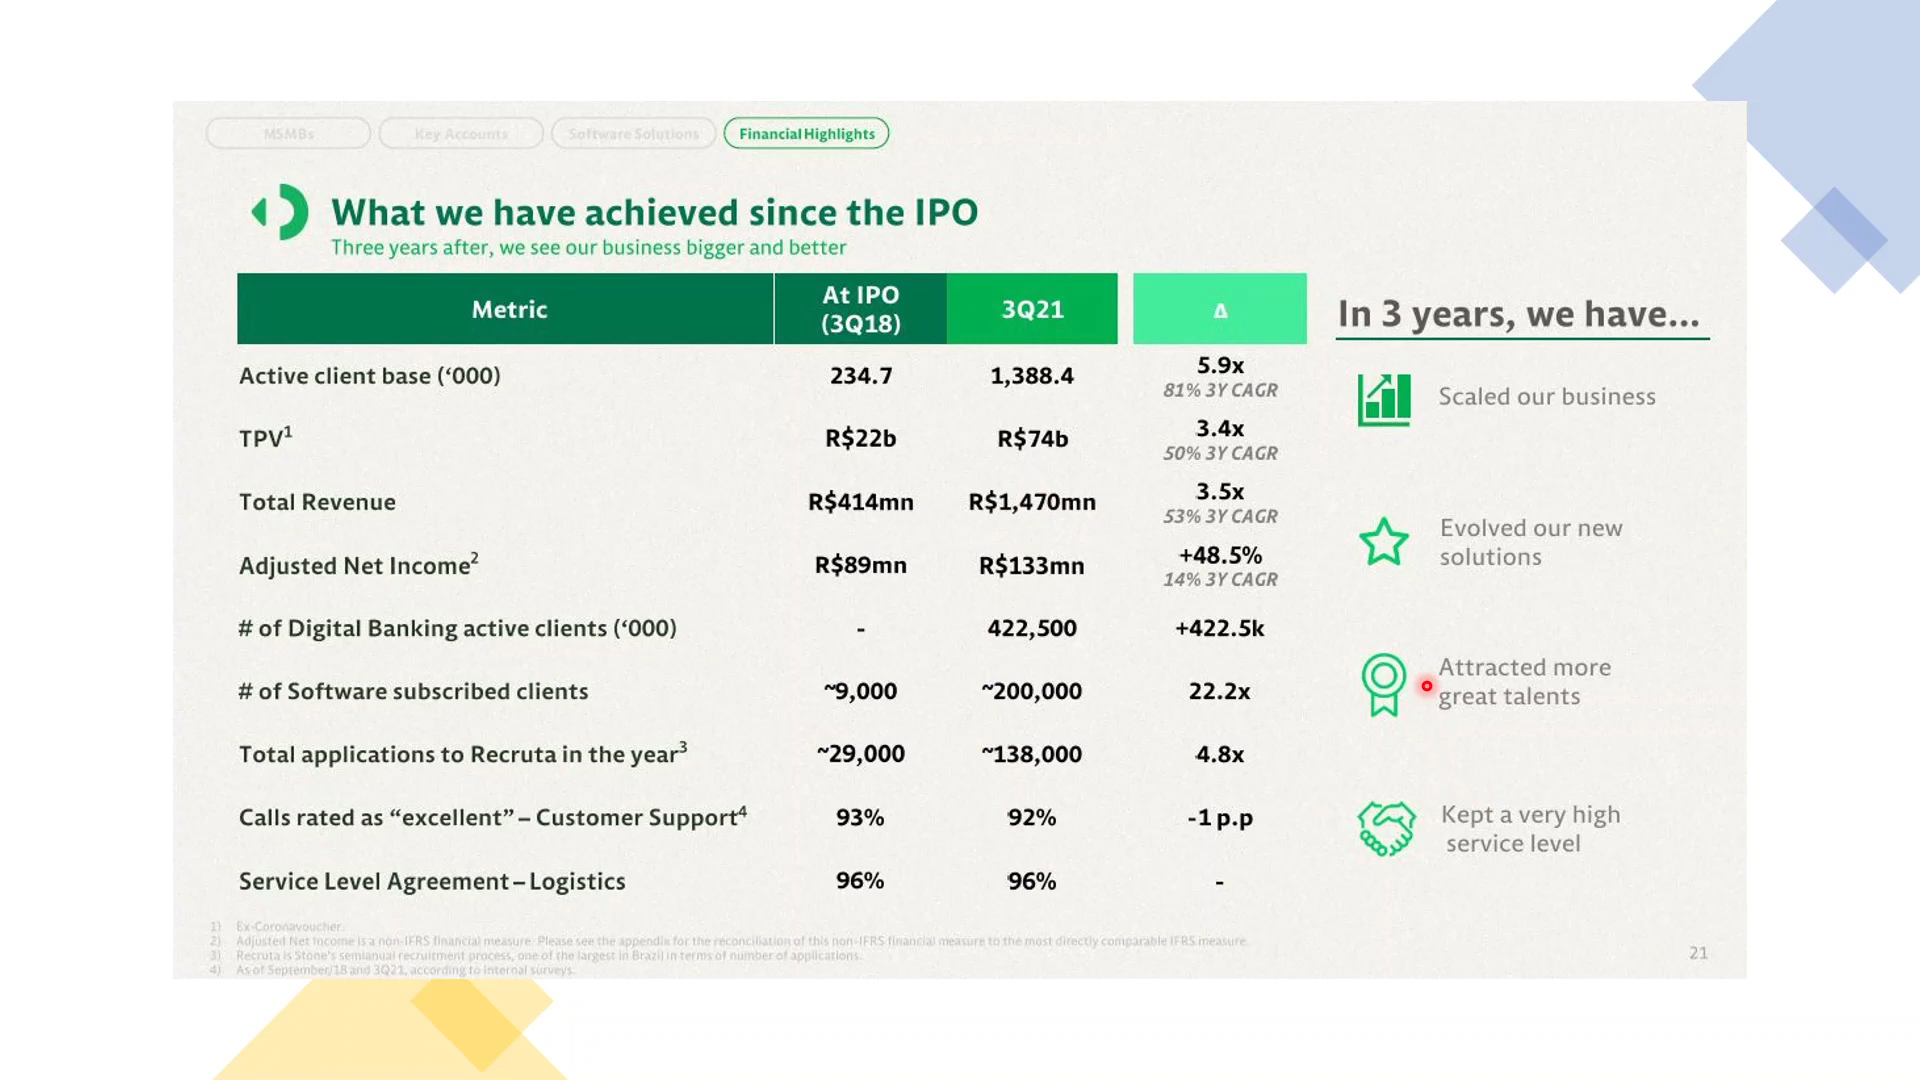 MSMBs
Key Accounts
Software Solutions
Financial Highlights
What we have achieved since the IPO
Three years after, we see our business bigger and better
Metric
At IPO
(3Q18)
3Q21
Δ
Active client base (‘000)
234.7
1,388.4
5.9x
81% 3Y CAGR
TPV1
R$22b
R$74b
3.4x
50% 3Y CAGR
Total Revenue
R$414mn
R$1,470mn
3.5x
53% 3Y CAGR
Adjusted Net Income2
R$89mn
R$133mn
+48.5%
14% 3Y CAGR
# of Digital Banking active clients (‘000)
-
422,500
+422.5k
# of Software subscribed clients
~9,000
~200,000
22.2x
Total applications to Recruta in the year3
~29,000
~138,000
4.8x
Calls rated as “excellent” – Customer Support4
93%
92%
-1 p.p
Service Level Agreement – Logistics
96%
96%
-
In 3 years, we have...
Scaled our business
Evolved our new
solutions
Attracted more
great talents
Kept a very high
service level
1) Ex-Coronavoucher.
2) Adjusted Net Income is a non-IFRS financial measure. Please see the appendix for the reconciliation of this non-IFRS financial measure to the most directly comparable IFRS measure.
3) Recruta is Stone's semianual recruitment process, one of the largest in Brazil in terms of number of applications.
4) As of September/18 and 3Q21, according to internal surveys.
21